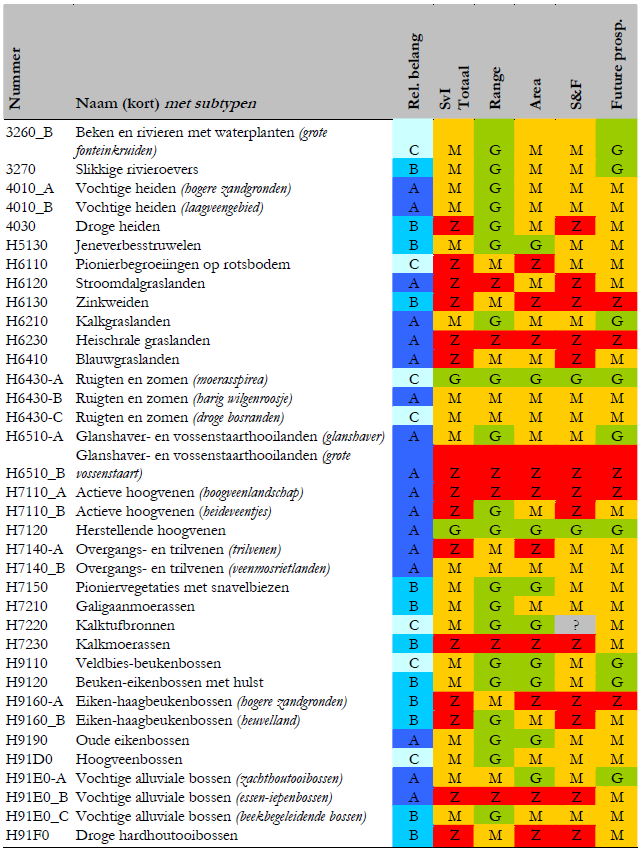 Nummer Naam (kort) met subtypen Rel. belang SvI Totaal Range Area S&F Future prosp.
3260_B Beken en rivieren met waterplanten (grote
fonteinkruiden) C M G M M G
3270 Slikkige rivieroevers B M G M M G
4010_A Vochtige heiden (hogere zandgronden) A M G M M M
4010_B Vochtige heiden (laagveengebied) A M G M M M
4030 Droge heiden B Z G M Z M
H5130 Jeneverbesstruwelen B M G G M M
H6110 Pionierbegroeiingen op rotsbodem C Z M Z M M
H6120 Stroomdalgraslanden A Z Z M Z M
H6130 Zinkweiden B Z M Z Z Z
H6210 Kalkgraslanden A M G M M G
H6230 Heischrale graslanden A Z Z Z Z Z
H6410 Blauwgraslanden A Z M M Z M
H6430-A Ruigten en zomen (moerasspirea) C G G G G G
H6430-B Ruigten en zomen (harig wilgenroosje) A M M M M M
H6430-C Ruigten en zomen (droge bosranden) C M M M M M
H6510-A Glanshaver- en vossenstaarthooilanden (glanshaver) A M G M M G
Glanshaver- en vossenstaarthooilanden (grote
H6510_B vossenstaart) A Z Z Z Z Z
H7110_A Actieve hoogvenen (hoogveenlandschap) A Z Z Z Z Z
H7110_B Actieve hoogvenen (heideveentjes) A Z G M Z M
H7120 Herstellende hoogvenen A G G G G G
H7140-A Overgangs- en trilvenen (trilvenen) A Z M Z M M
H7140_B Overgangs- en trilvenen (veenmosrietlanden) A M M M M M
H7150 Pioniervegetaties met snavelbiezen B M G G M M
H7210 Galigaanmoerassen B M G M M M
H7220 Kalktufbronnen C M G G ? M
H7230 Kalkmoerassen B Z Z Z Z M
H9110 Veldbies-beukenbossen C M G G M G
H9120 Beuken-eikenbossen met hulst B M G G M G
H9160-A Eiken-haagbeukenbossen (hogere zandgronden) B Z M Z Z Z
H9160_B Eiken-haagbeukenbossen (heuvelland) B Z G M Z M
H9190 Oude eikenbossen A M G G M M
H91D0 Hoogveenbossen C M G M M M
H91E0-A Vochtige alluviale bossen (zachthoutooibossen) A M M G M G
H91E0_B Vochtige alluviale bossen (essen-iepenbossen) A Z Z Z Z M
H91E0_C Vochtige alluviale bossen (beekbegeleidende bossen) B M G M M M
H91F0 Droge hardhoutooibossen B Z M Z Z M